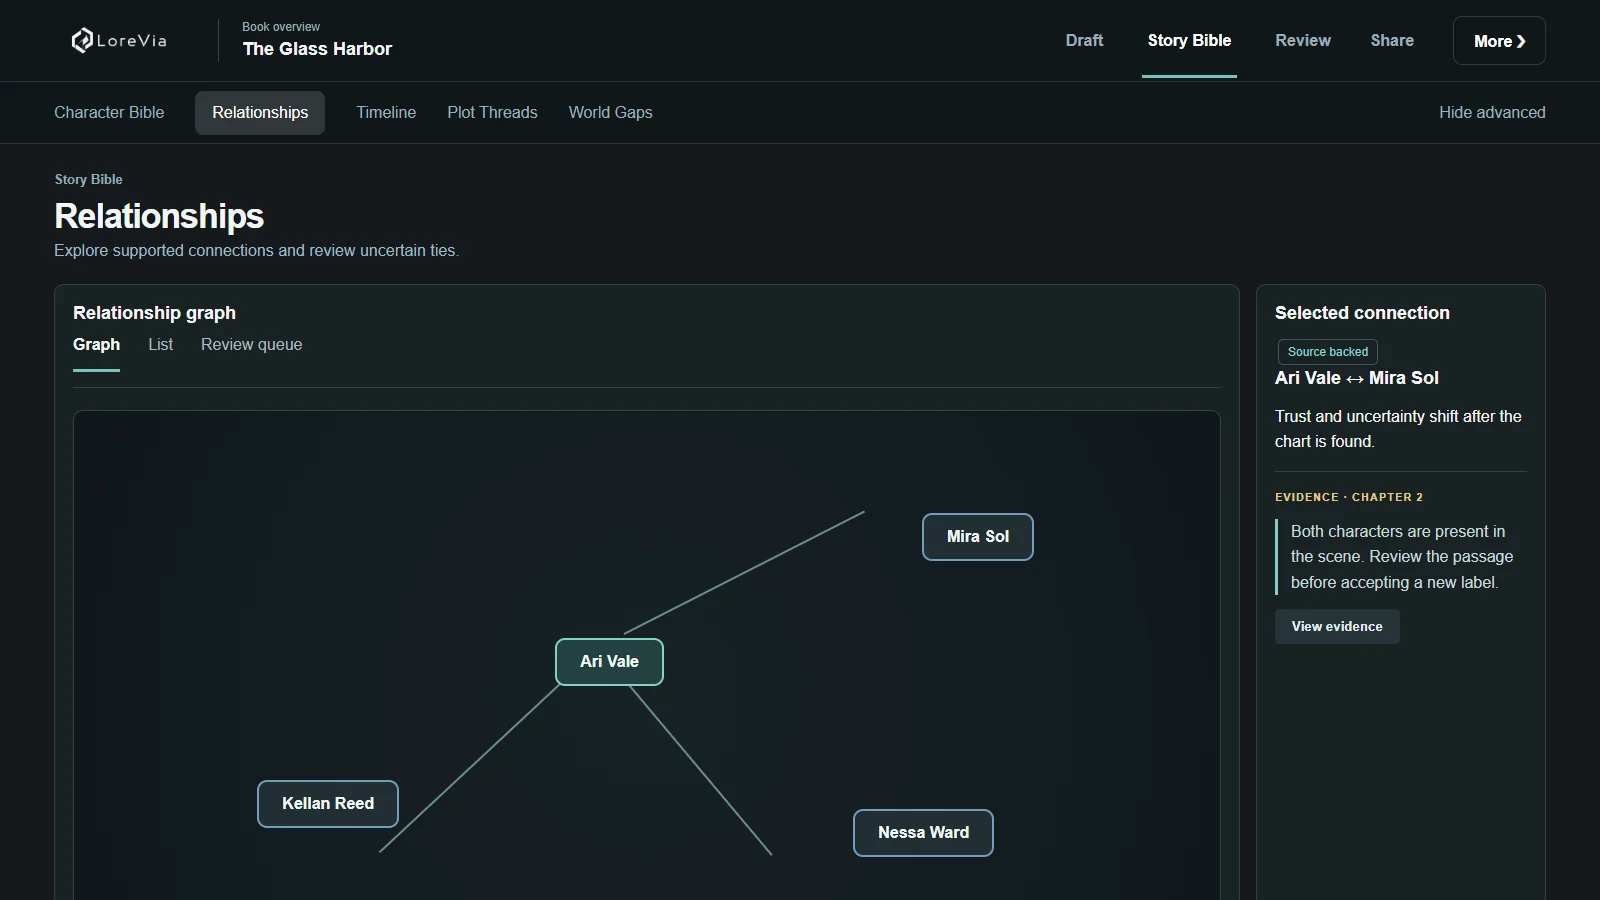 LoreVia
Book overview
The Glass Harbor
Draft
Story Bible
Review
Share
More ❯
Character Bible
Relationships
Timeline
Plot Threads
World Gaps
Hide advanced
Story Bible
Relationships
Explore supported connections and review uncertain ties.
Relationship graph
Graph
List
Review queue
Mira Sol
Ari Vale
Kellan Reed
Nessa Ward
Selected connection
Source backed
Ari Vale ↔ Mira Sol
Trust and uncertainty shift after the
chart is found.
EVIDENCE · CHAPTER 2
Both characters are present in
the scene. Review the passage
before accepting a new label.
View evidence